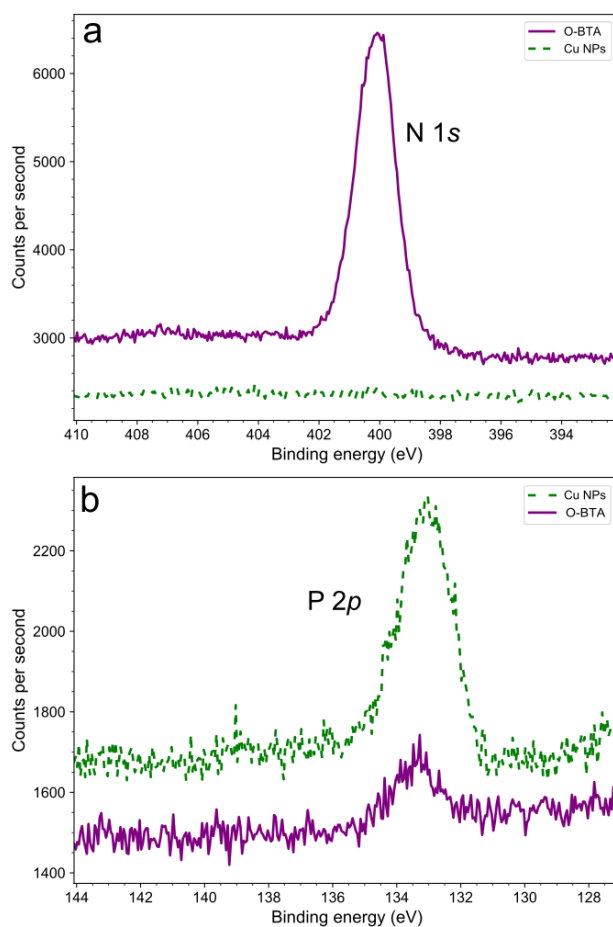 a
O-BTA
Cu NPs
N 1s
Counts per second
6000
5000
4000
3000
410 408 406 404 402 400 398 396 394
Binding energy (eV)
b
Cu NPs
O-BTA
P 2p
Counts per second
2200
2000
1800
1600
1400
144 142 140 138 136 134 132 130 128
Binding energy (eV)